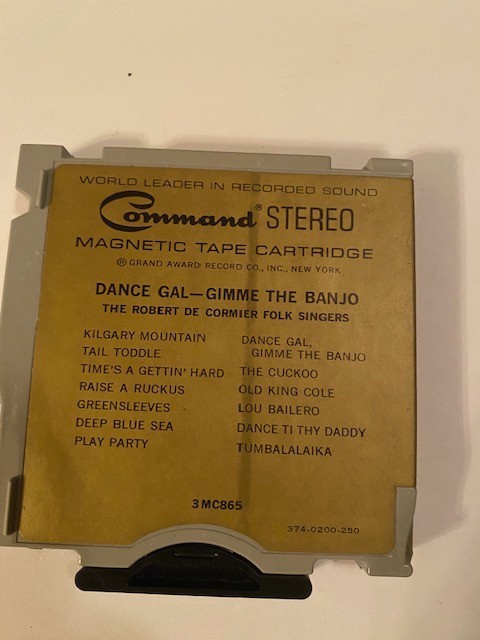 WORLD LEADER IN RECORDED SOUND
Command® STEREO
MAGNETIC TAPE CARTRIDGE
℗ GRAND AWARD RECORD CO., INC., NEW YORK
DANCE GAL—GIMME THE BANJO
THE ROBERT DE CORMIER FOLK SINGERS
KILGARY MOUNTAIN
TAIL TODDLE
TIME'S A GETTIN' HARD
RAISE A RUCKUS
GREENSLEEVES
DEEP BLUE SEA
PLAY PARTY
DANCE GAL,
GIMME THE BANJO
THE CUCKOO
OLD KING COLE
LOU BAILERO
DANCE TI THY DADDY
TUMBALALAIKA
3MC865
374-0200-250